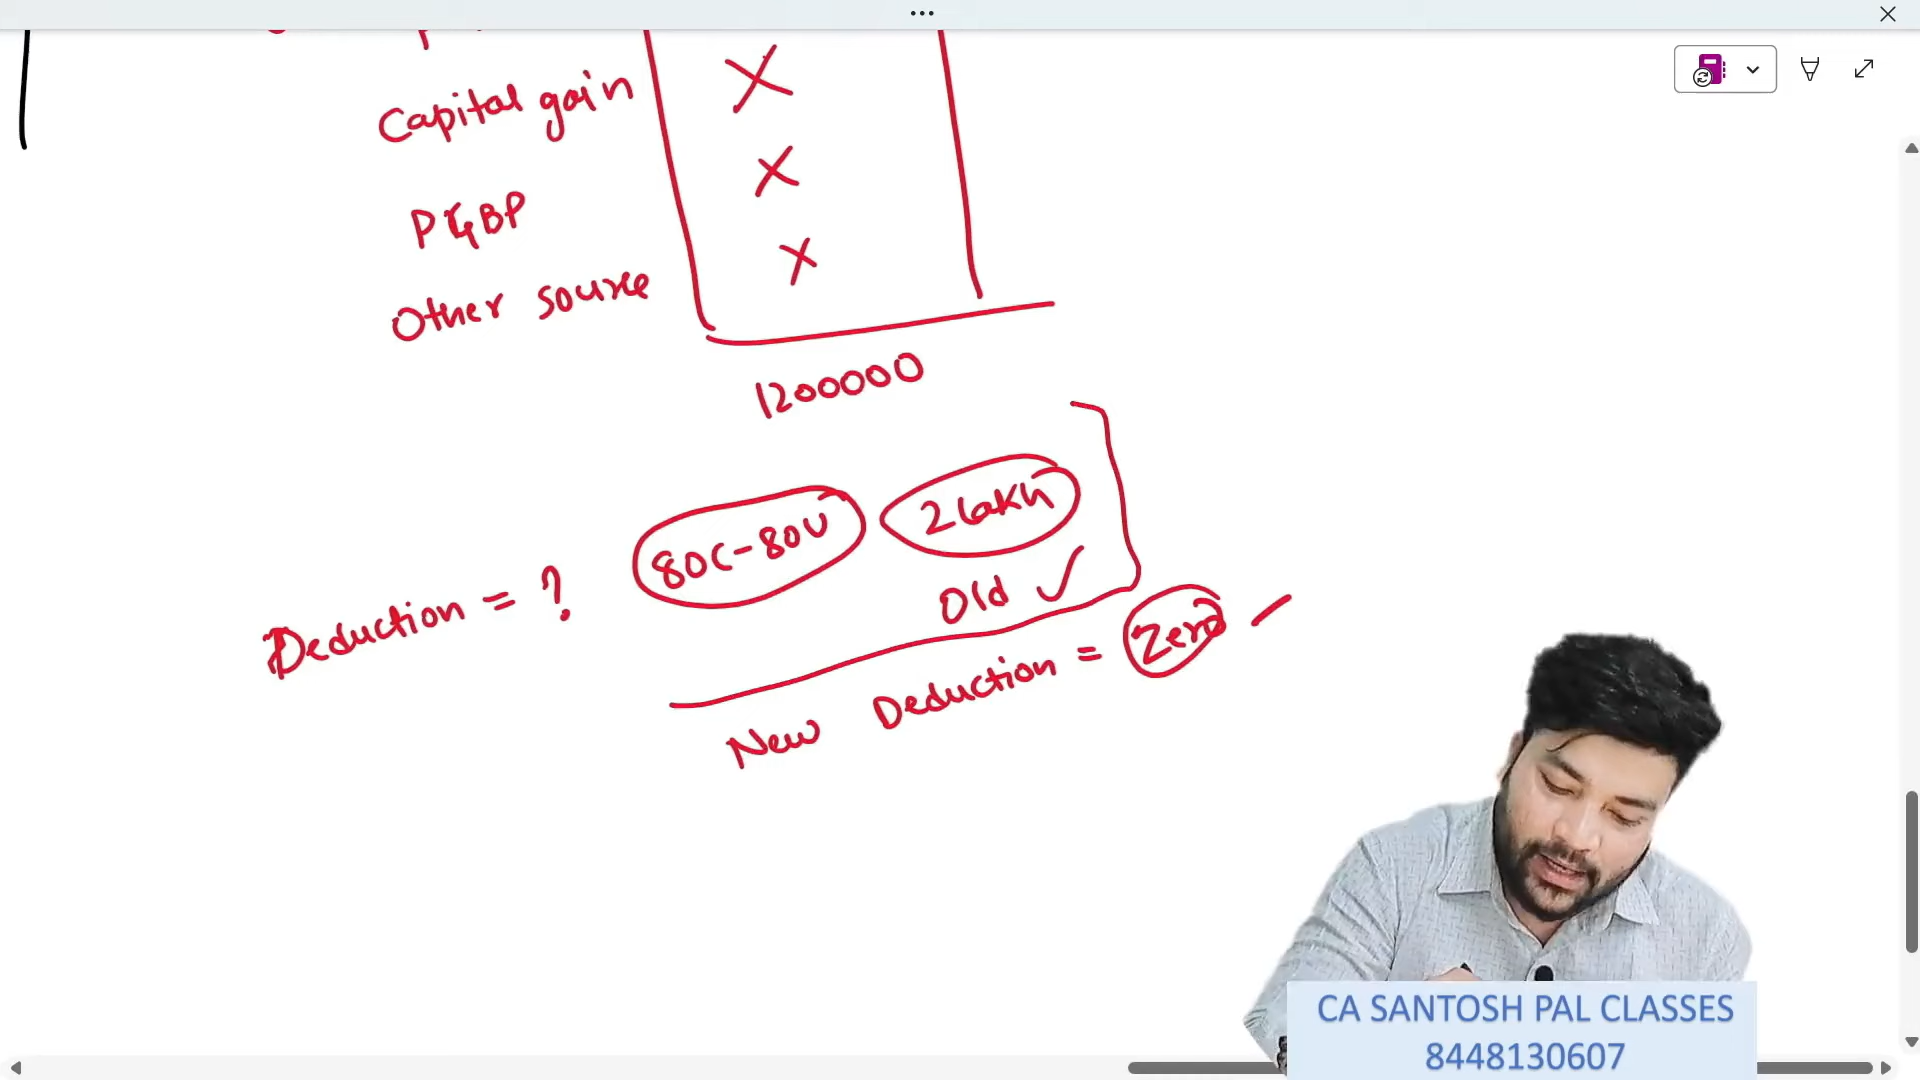 Capital gain X
PGBP X
Other source X
1200000
Deduction = ? 80C-80U 2 Lakh
Old ✓
New Deduction = Zero
CA SANTOSH PAL CLASSES
8448130607